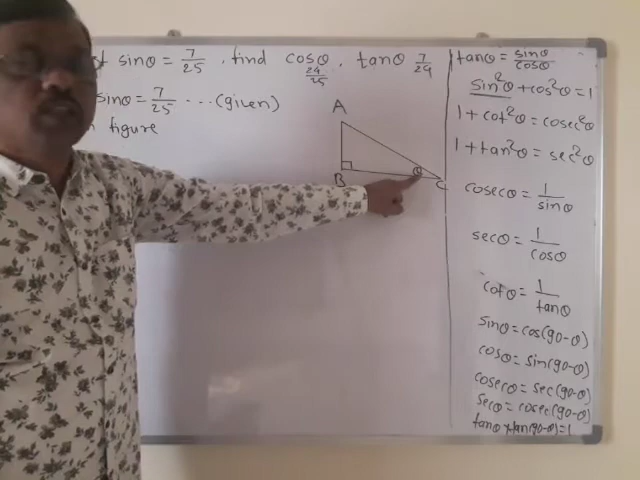 sinθ = 7/25 . find cosθ 24/25 . tanθ 7/24
sinθ = 7/25 ... (given)
figure
A
B
θ
C
tanθ = sinθ/cosθ
sin²θ + cos²θ = 1
1 + cot²θ = cosec²θ
1 + tan²θ = sec²θ
cosecθ = 1/sinθ
secθ = 1/cosθ
cotθ = 1/tanθ
sinθ = cos(90-θ)
cosθ = sin(90-θ)
cosecθ = sec(90-θ)
secθ = cosec(90-θ)
tanθ × tan(90-θ) = 1